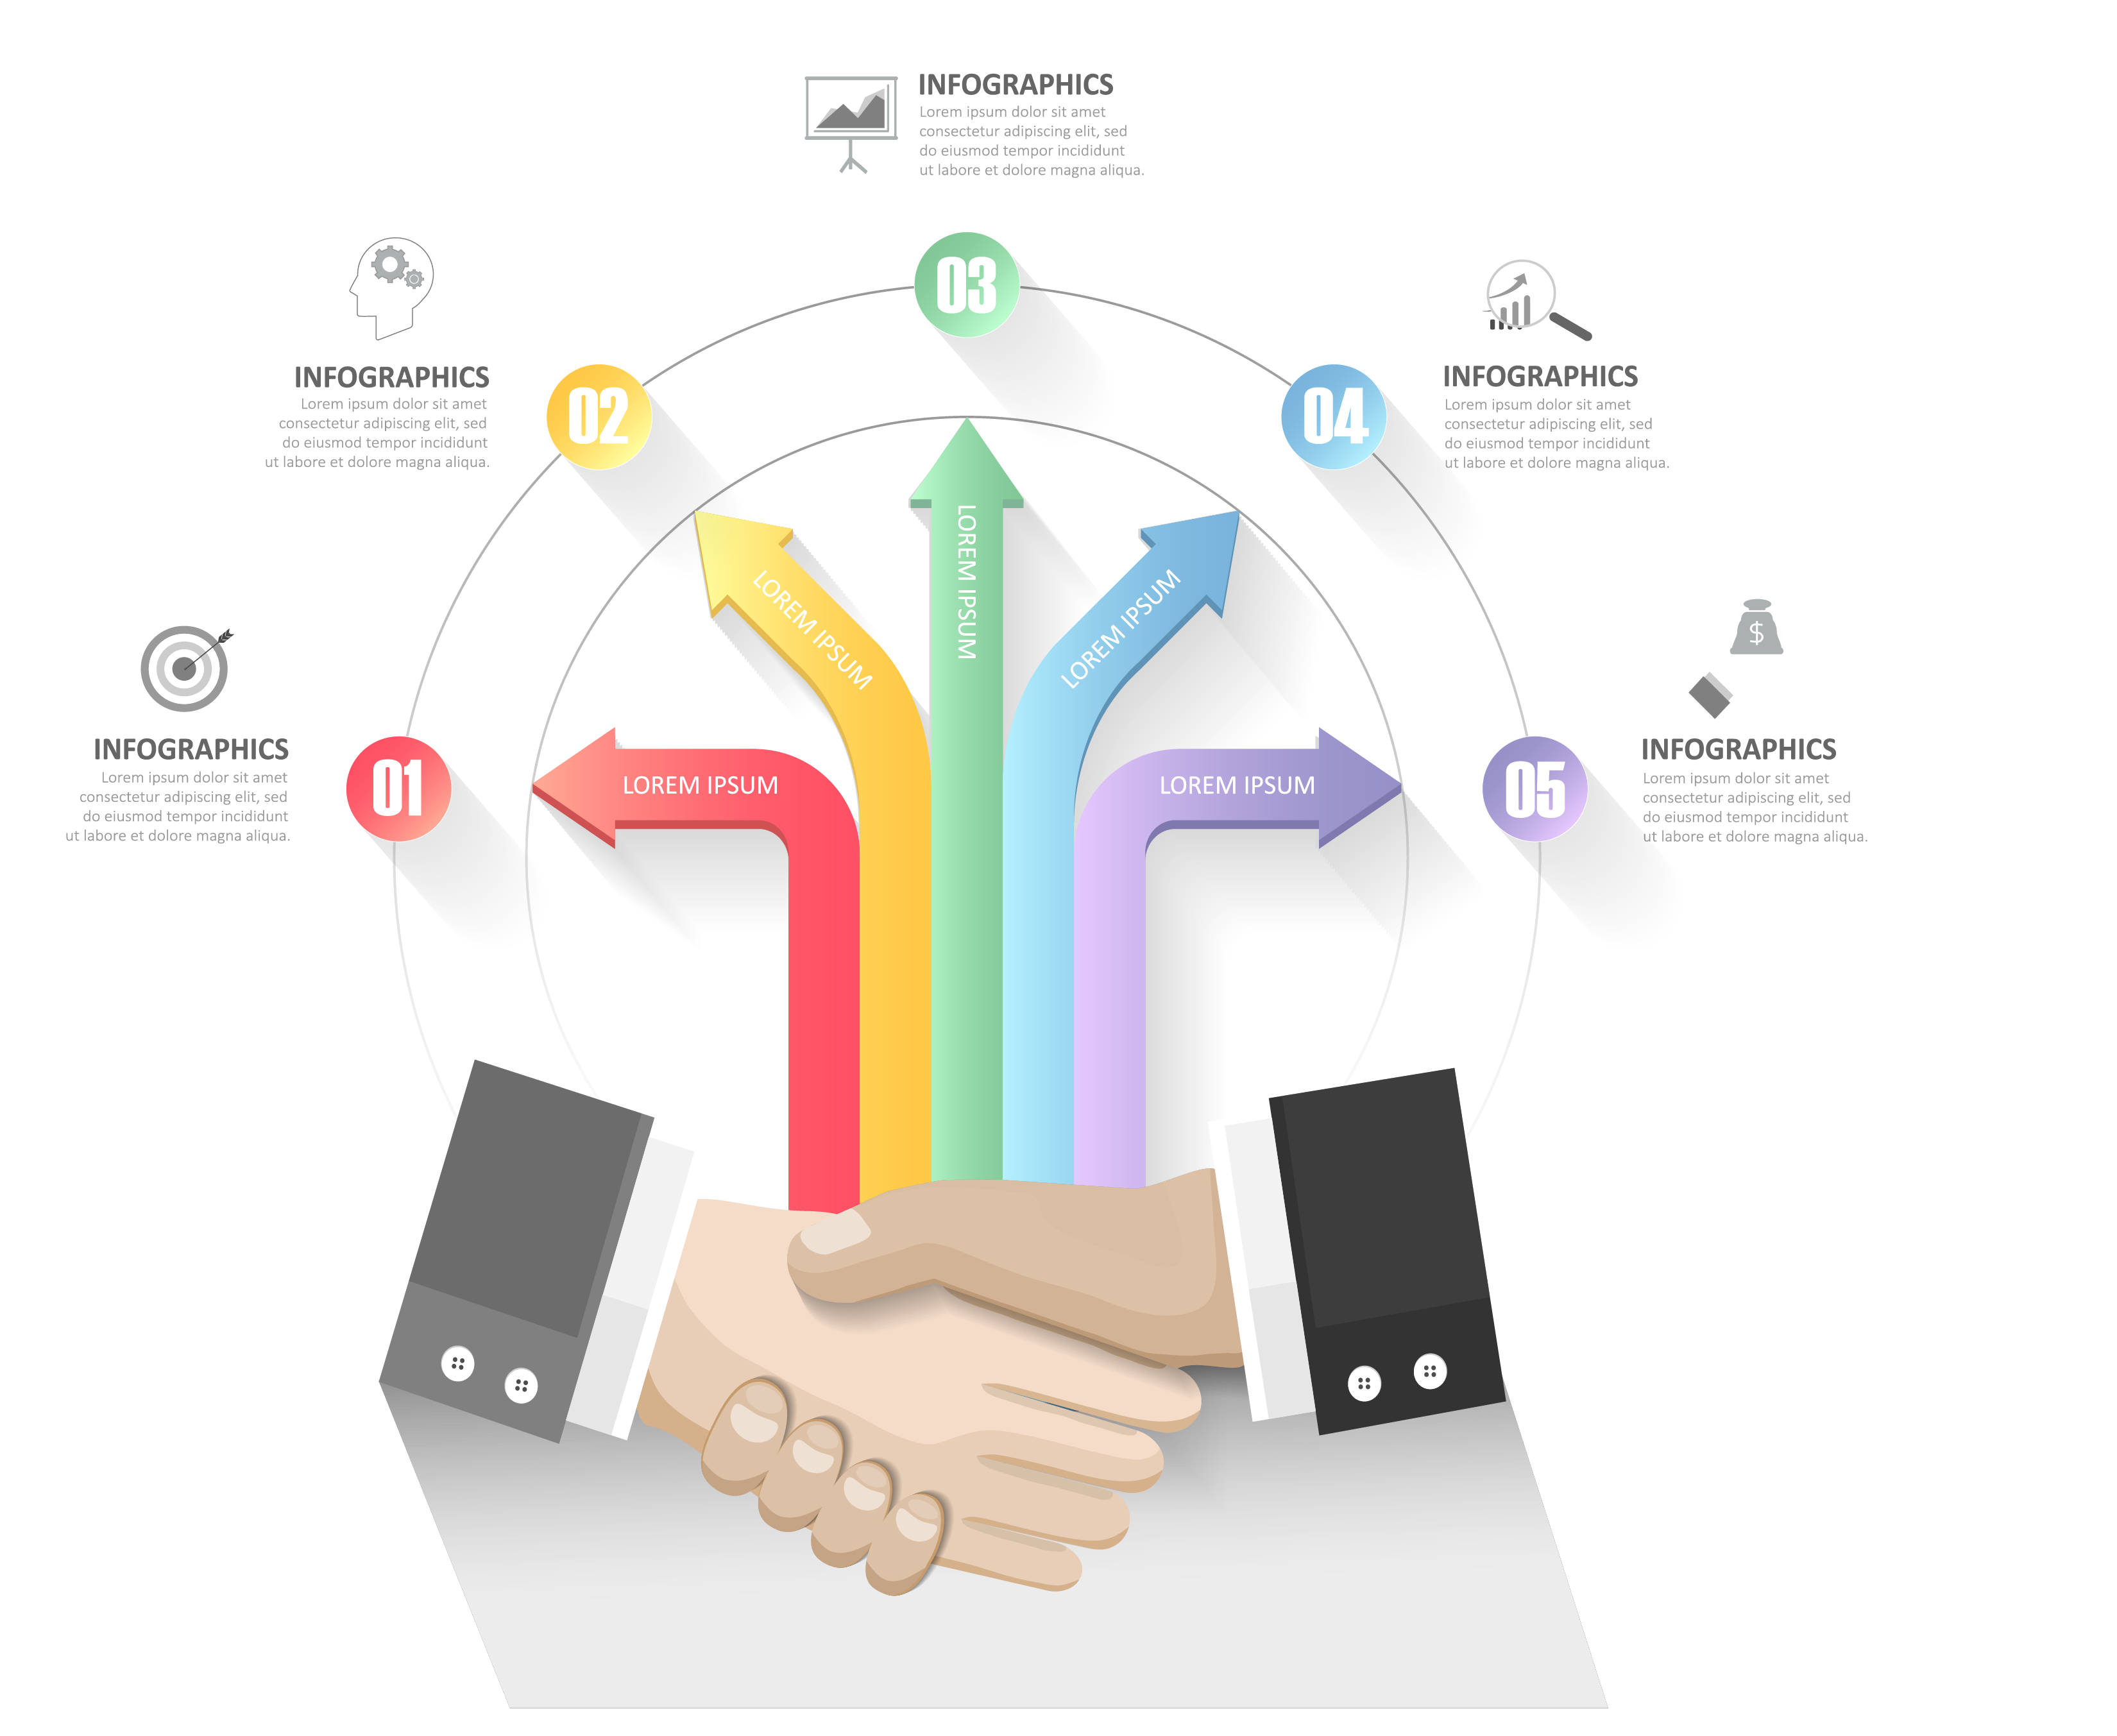 INFOGRAPHICS
Lorem ipsum dolor sit amet
consectetur adipiscing elit, sed
do eiusmod tempor incididunt
ut labore et dolore magna aliqua.
03
INFOGRAPHICS
Lorem ipsum dolor sit amet
consectetur adipiscing elit, sed
do eiusmod tempor incididunt
ut labore et dolore magna aliqua.
02
04
INFOGRAPHICS
Lorem ipsum dolor sit amet
consectetur adipiscing elit, sed
do eiusmod tempor incididunt
ut labore et dolore magna aliqua.
LOREM IPSUM
LOREM IPSUM
LOREM IPSUM
$
INFOGRAPHICS
Lorem ipsum dolor sit amet
consectetur adipiscing elit, sed
do eiusmod tempor incididunt
ut labore et dolore magna aliqua.
01
LOREM IPSUM
LOREM IPSUM
05
INFOGRAPHICS
Lorem ipsum dolor sit amet
consectetur adipiscing elit, sed
do eiusmod tempor incididunt
ut labore et dolore magna aliqua.